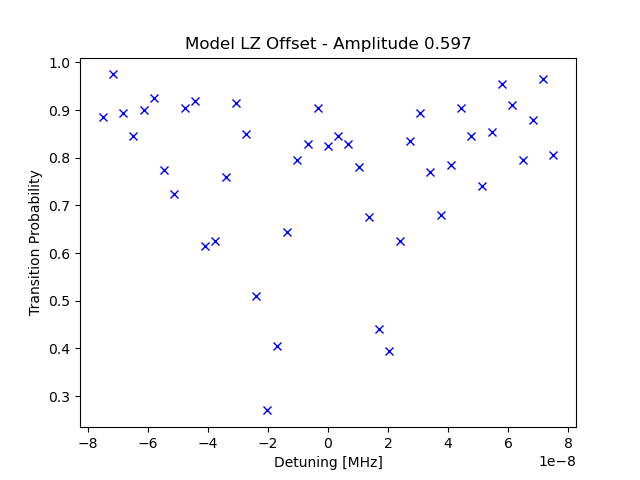 Model LZ Offset - Amplitude 0.597
1.0
0.9
0.8
0.7
0.6
0.5
0.4
0.3
Transition Probability
−8 −6 −4 −2 0 2 4 6 8
1e−8
Detuning [MHz]